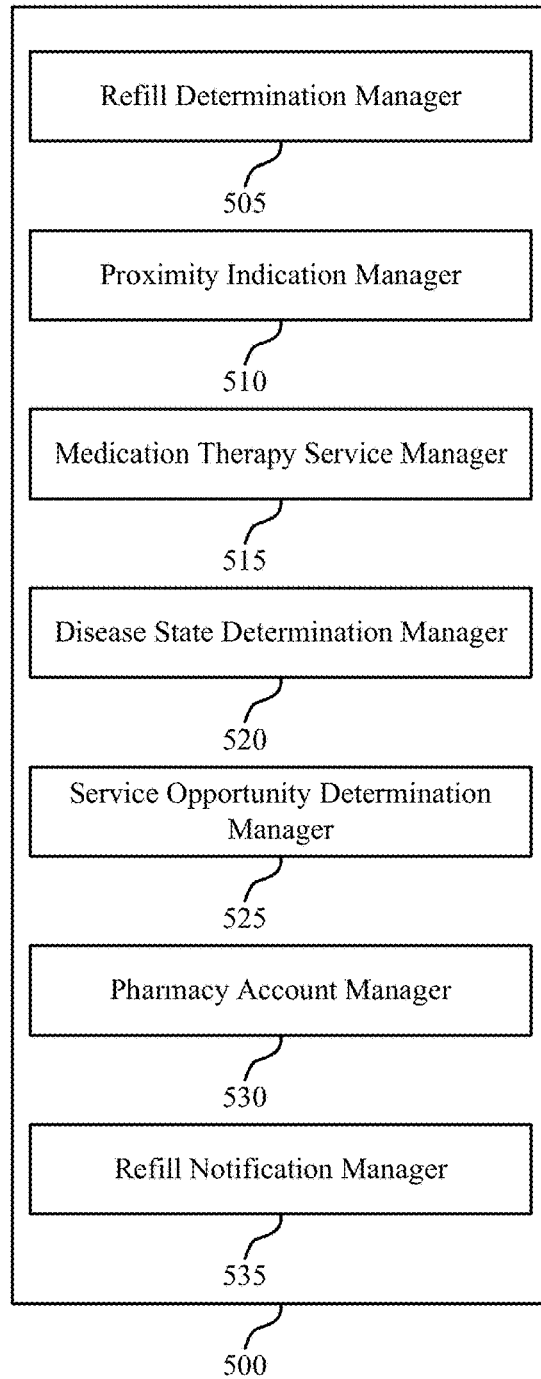 Refill Determination Manager
505
Proximity Indication Manager
510
Medication Therapy Service Manager
515
Disease State Determination Manager
520
Service Opportunity Determination
Manager
525
Pharmacy Account Manager
530
Refill Notification Manager
535
500